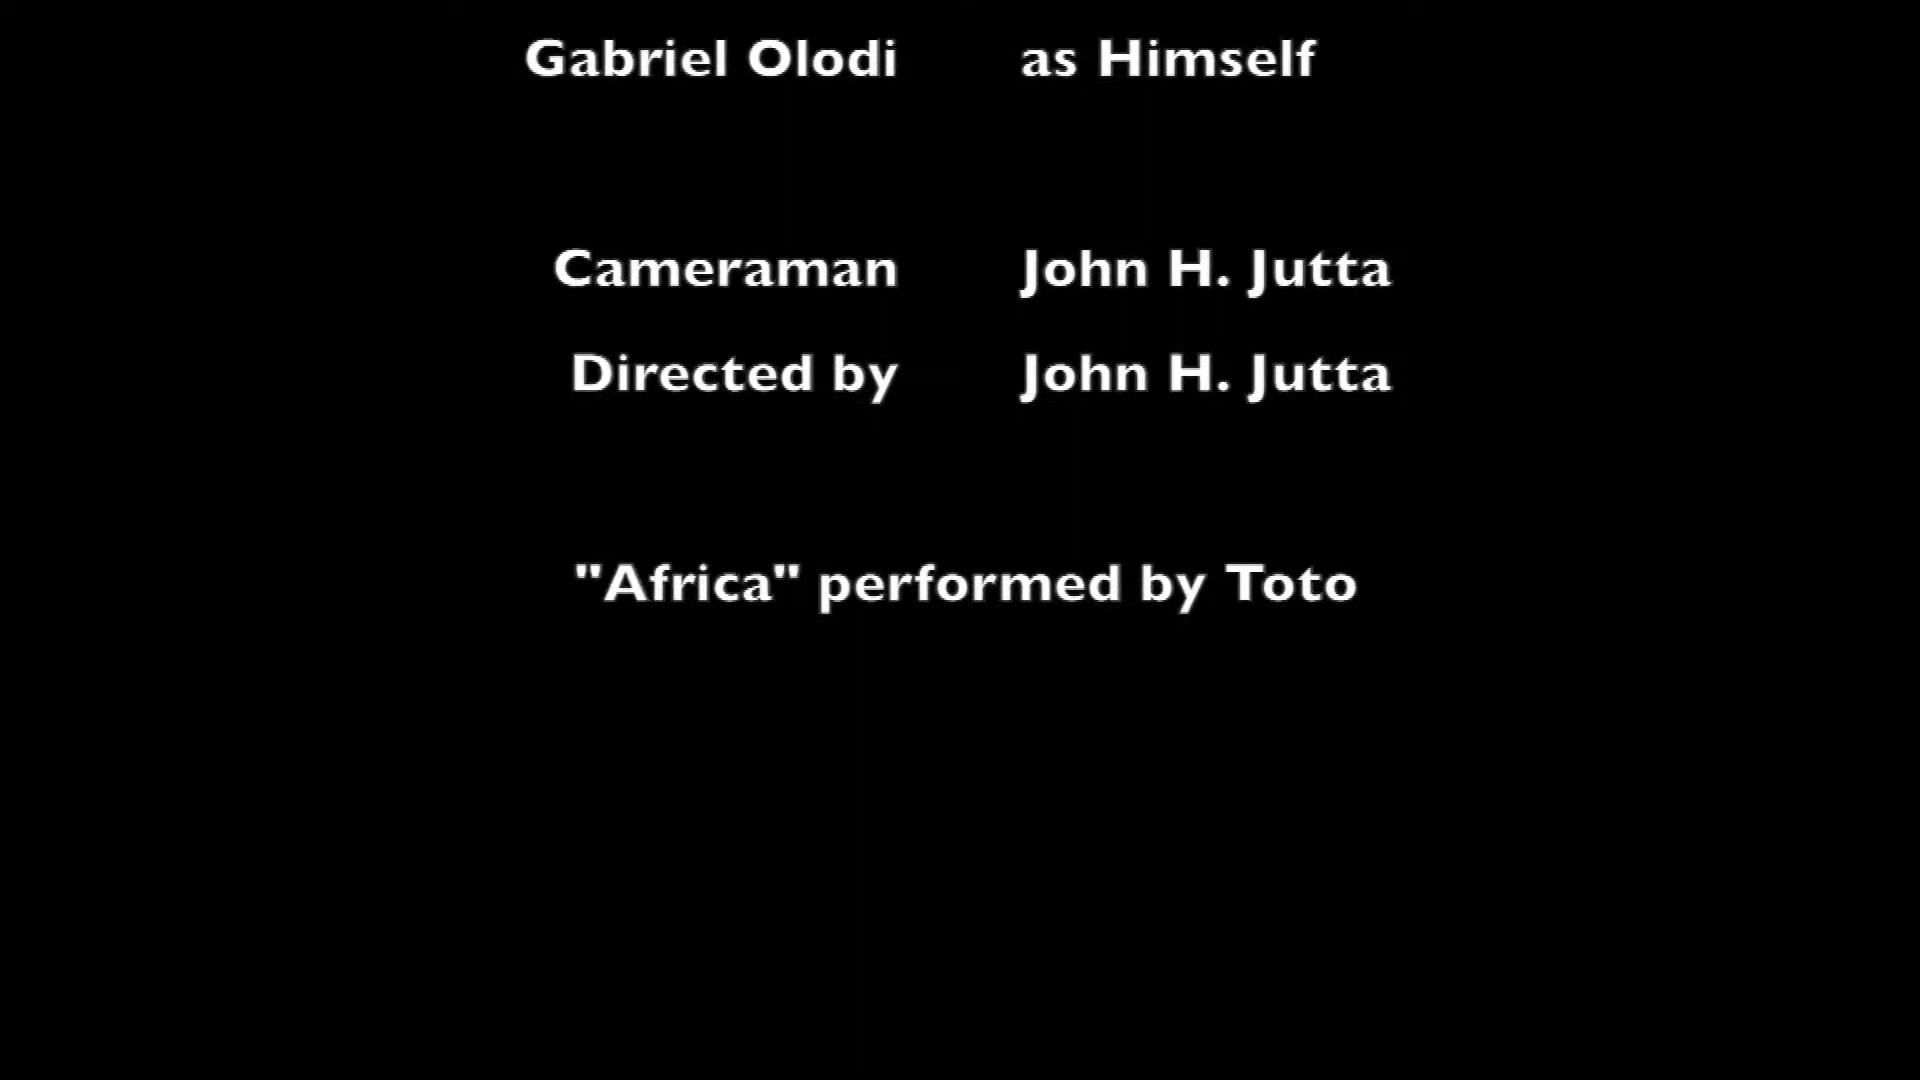 Gabriel Olodi as Himself
Cameraman John H. Jutta
Directed by John H. Jutta
"Africa" performed by Toto